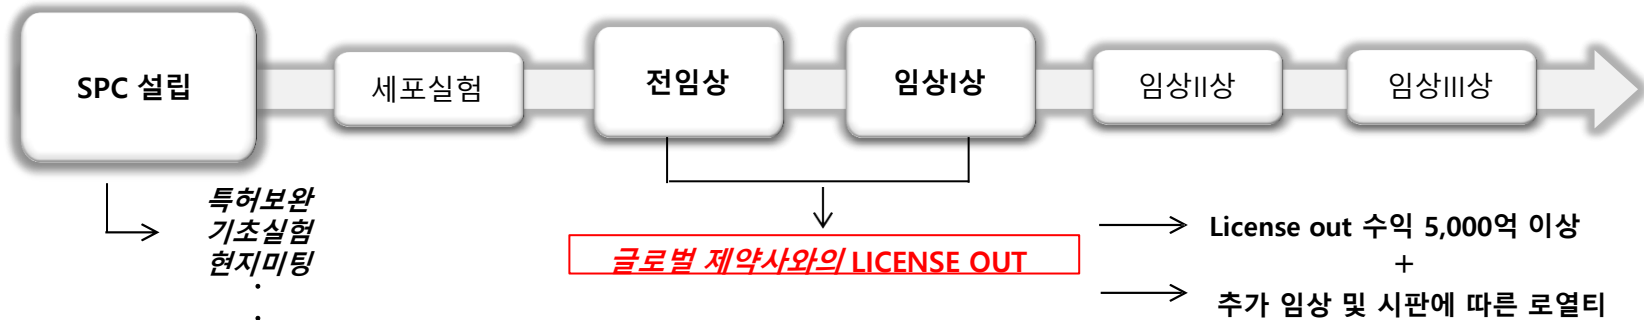 SPC 설립
세포실험
전임상
임상I상
임상II상
임상III상
특허보완
기초실험
현지미팅
.
.
글로벌 제약사와의 LICENSE OUT
License out 수익 5,000억 이상
+
추가 임상 및 시판에 따른 로열티